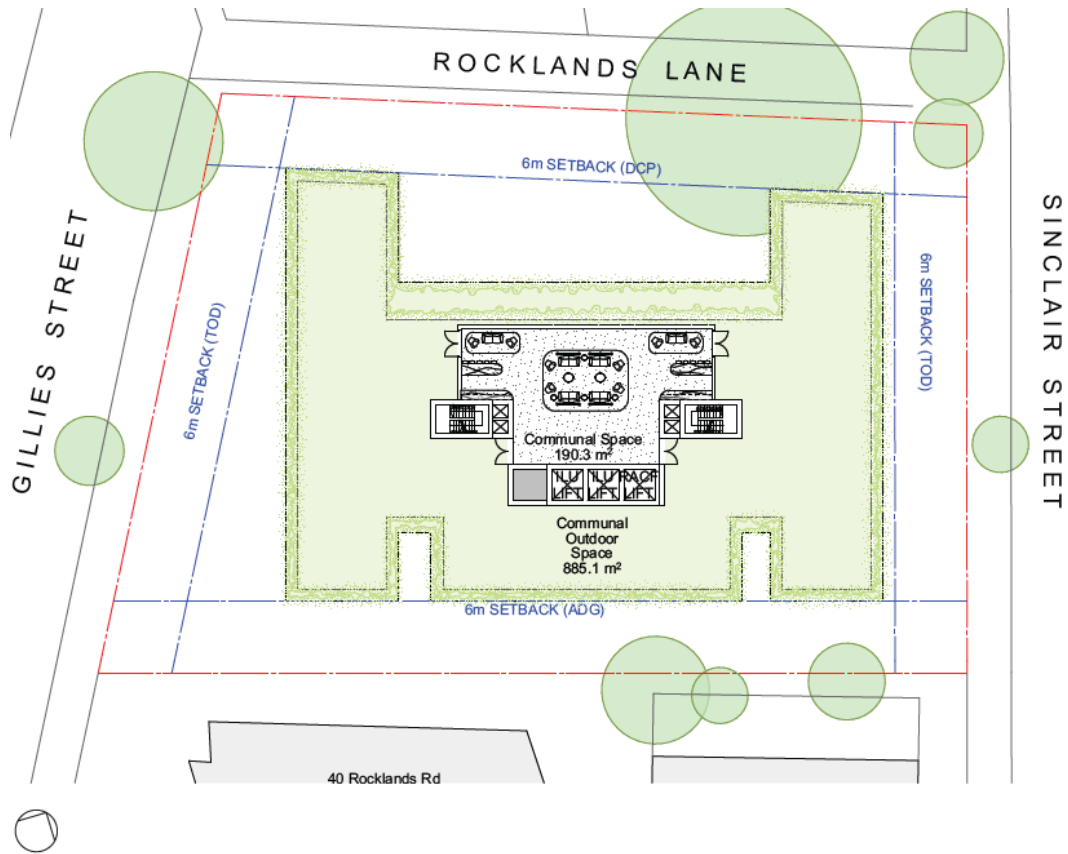 ROCKLANDS LANE
6m SETBACK (DCP)
GILLIES STREET
6m SETBACK (TOD)
6m SETBACK (TOD)
SINCLAIR STREET
Communal Space
190.3 m²
ILU LIFT
ILU LIFT
RACF LIFT
Communal
Outdoor
Space
885.1 m²
6m SETBACK (ADG)
40 Rocklands Rd